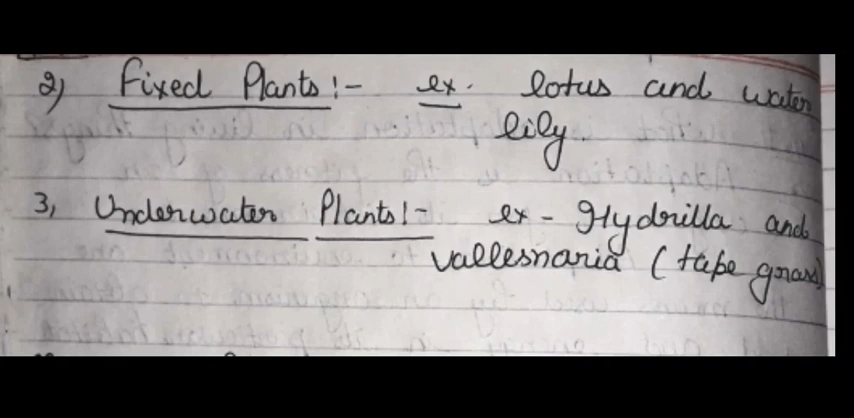 2) Fixed Plants :- ex. lotus and water
lily.
3, Underwater Plants :- ex - Hydrilla and
vallesnaria (tape grass)